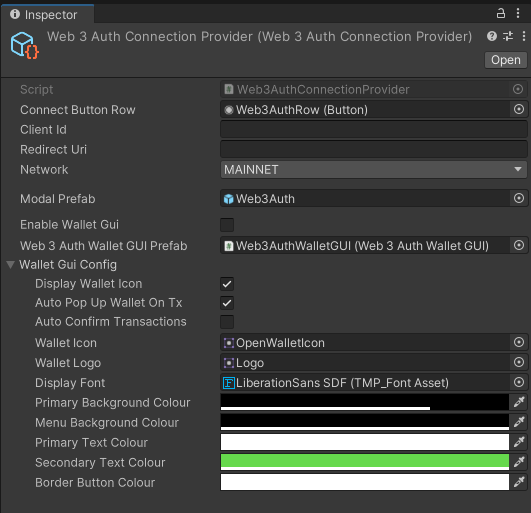 Inspector
Web 3 Auth Connection Provider (Web 3 Auth Connection Provider)
Open
Script Web3AuthConnectionProvider
Connect Button Row Web3AuthRow (Button)
Client Id
Redirect Uri
Network MAINNET
Modal Prefab Web3Auth
Enable Wallet Gui
Web 3 Auth Wallet GUI Prefab Web3AuthWalletGUI (Web 3 Auth Wallet GUI)
Wallet Gui Config
Display Wallet Icon
Auto Pop Up Wallet On Tx
Auto Confirm Transactions
Wallet Icon OpenWalletIcon
Wallet Logo Logo
Display Font LiberationSans SDF (TMP_Font Asset)
Primary Background Colour
Menu Background Colour
Primary Text Colour
Secondary Text Colour
Border Button Colour